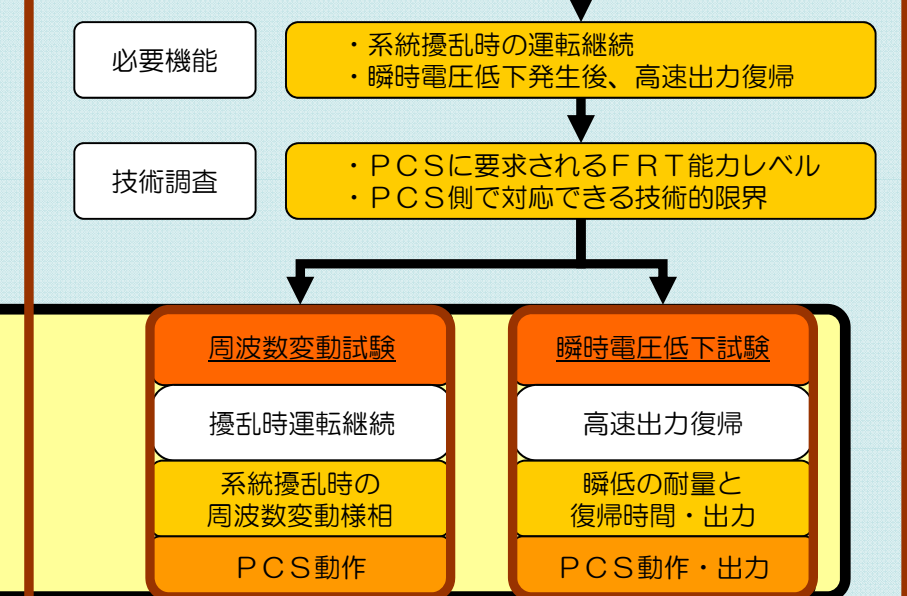 必要機能
・系統擾乱時の運転継続
・瞬時電圧低下発生後、高速出力復帰
技術調査
・ＰＣＳに要求されるＦＲＴ能力レベル
・ＰＣＳ側で対応できる技術的限界
周波数変動試験
擾乱時運転継続
系統擾乱時の
周波数変動様相
ＰＣＳ動作
瞬時電圧低下試験
高速出力復帰
瞬低の耐量と
復帰時間・出力
ＰＣＳ動作・出力